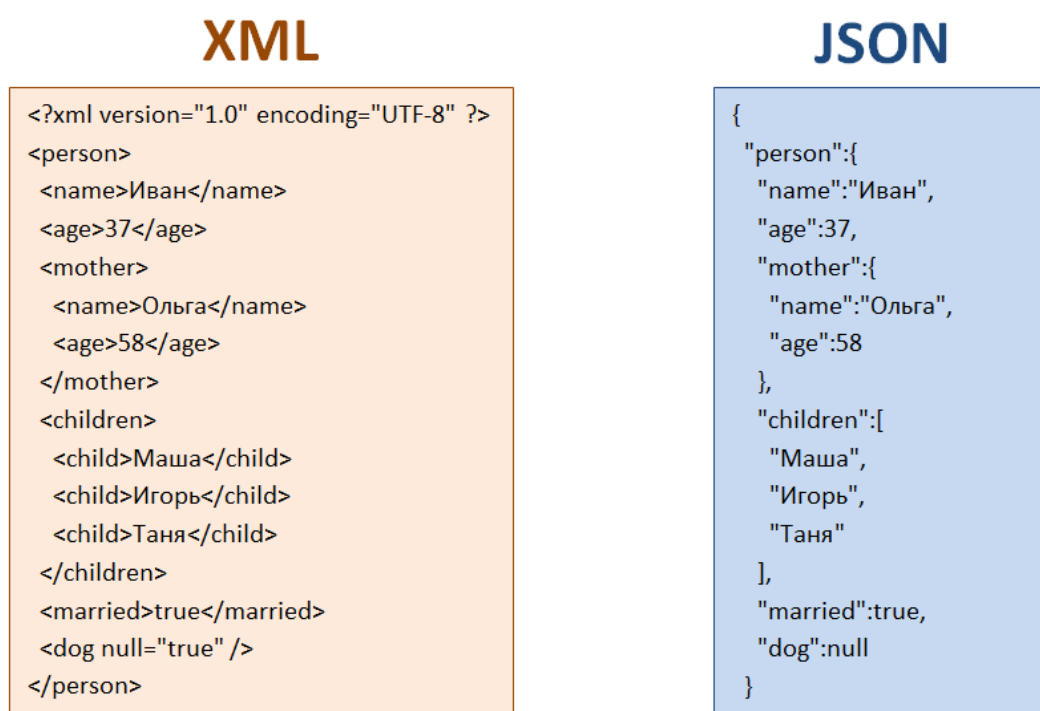 XML
<?xml version="1.0" encoding="UTF-8" ?>
<person>
<name>Иван</name>
<age>37</age>
<mother>
<name>Ольга</name>
<age>58</age>
</mother>
<children>
<child>Маша</child>
<child>Игорь</child>
<child>Таня</child>
</children>
<married>true</married>
<dog null="true" />
</person>
JSON
{
"person":{
"name":"Иван",
"age":37,
"mother":{
"name":"Ольга",
"age":58
},
"children":[
"Маша",
"Игорь",
"Таня"
],
"married":true,
"dog":null
}